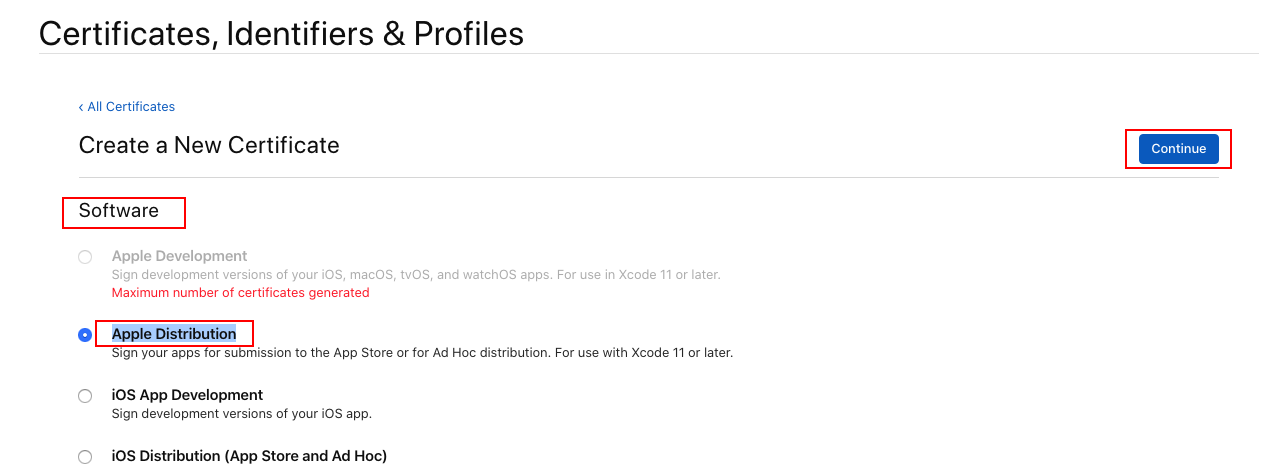 Certificates, Identifiers & Profiles
‹ All Certificates
Create a New Certificate
Continue
Software
Apple Development
Sign development versions of your iOS, macOS, tvOS, and watchOS apps. For use in Xcode 11 or later.
Maximum number of certificates generated
Apple Distribution
Sign your apps for submission to the App Store or for Ad Hoc distribution. For use with Xcode 11 or later.
iOS App Development
Sign development versions of your iOS app.
iOS Distribution (App Store and Ad Hoc)